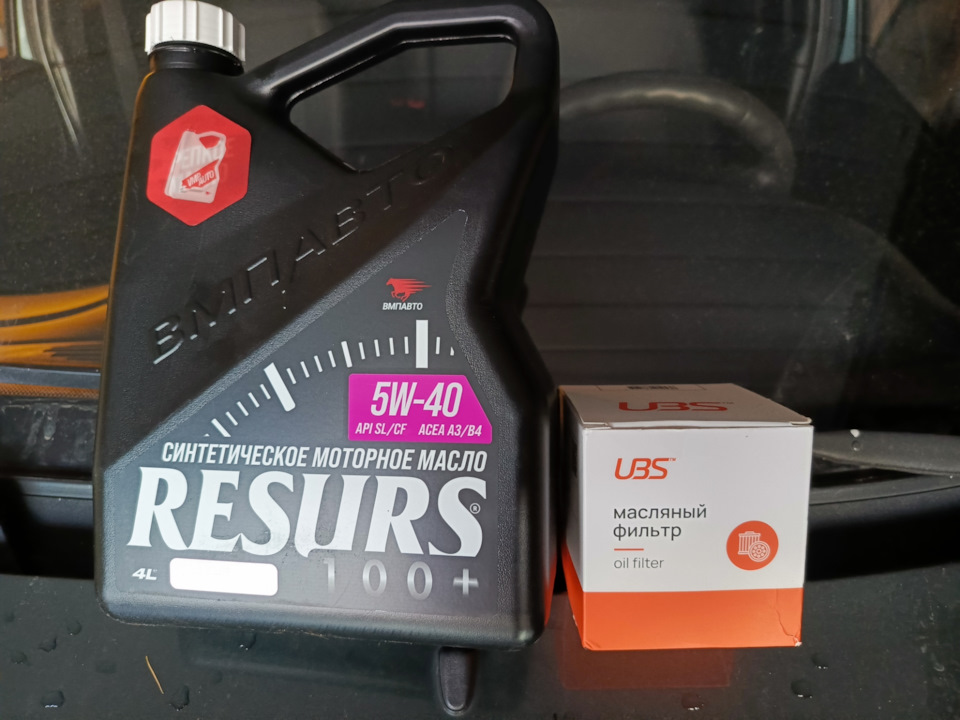 ВМПАВТО
ВМПАВТО
5W-40
API SL/CF ACEA A3/B4
СИНТЕТИЧЕСКОЕ МОТОРНОЕ МАСЛО
RESURS®
4L
100+
UBS
UBS™
масляный
фильтр
oil filter